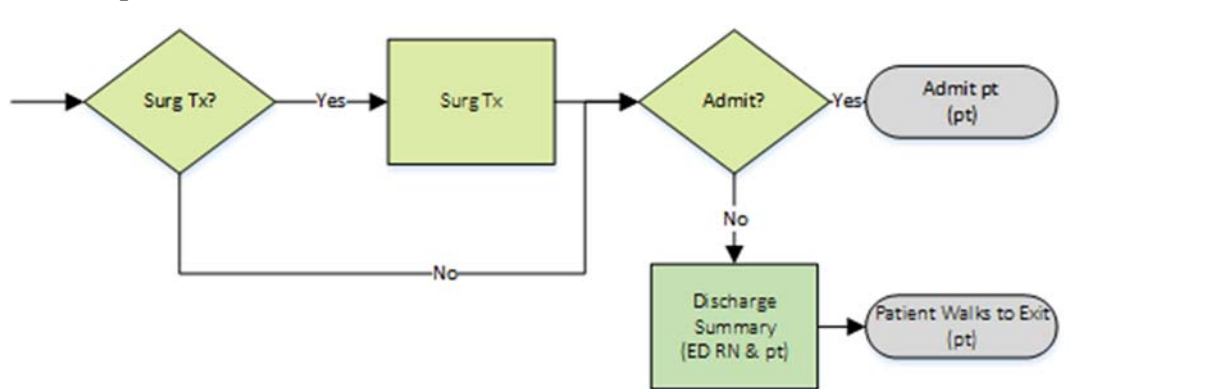 Surg Tx?
Yes
Surg Tx
Admit?
Yes
Admit pt
(pt)
No
No
Discharge
Summary
(ED RN & pt)
Patient Walks to Exit
(pt)